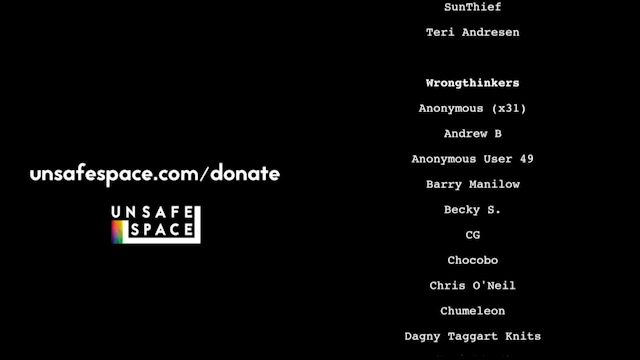 unsafespace.com/donate
UNSAFE
SPACE
SunThief
Teri Andresen
Wrongthinkers
Anonymous (x31)
Andrew B
Anonymous User 49
Barry Manilow
Becky S.
CG
Chocobo
Chris O'Neil
Chumeleon
Dagny Taggart Knits